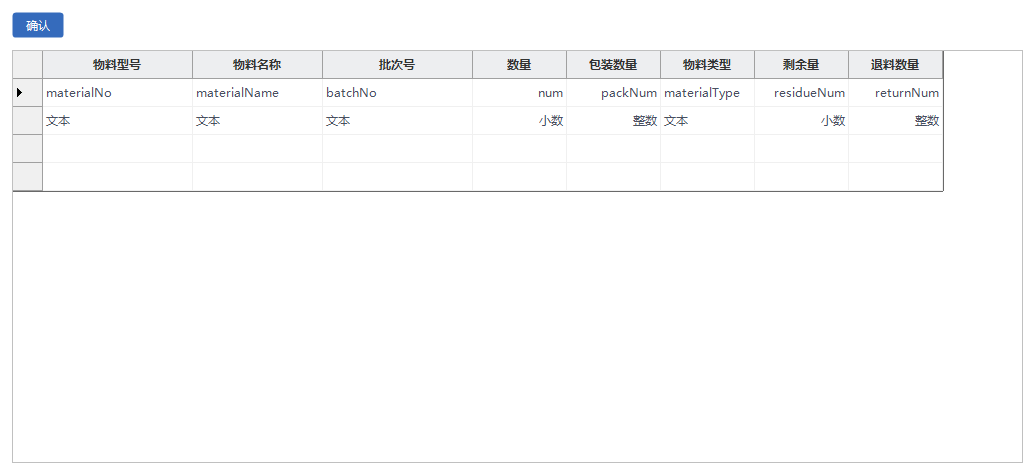 确认
物料型号 物料名称 批次号 数量 包装数量 物料类型 剩余量 退料数量
materialNo materialName batchNo num packNum materialType residueNum returnNum
文本 文本 文本 小数 整数 文本 小数 整数